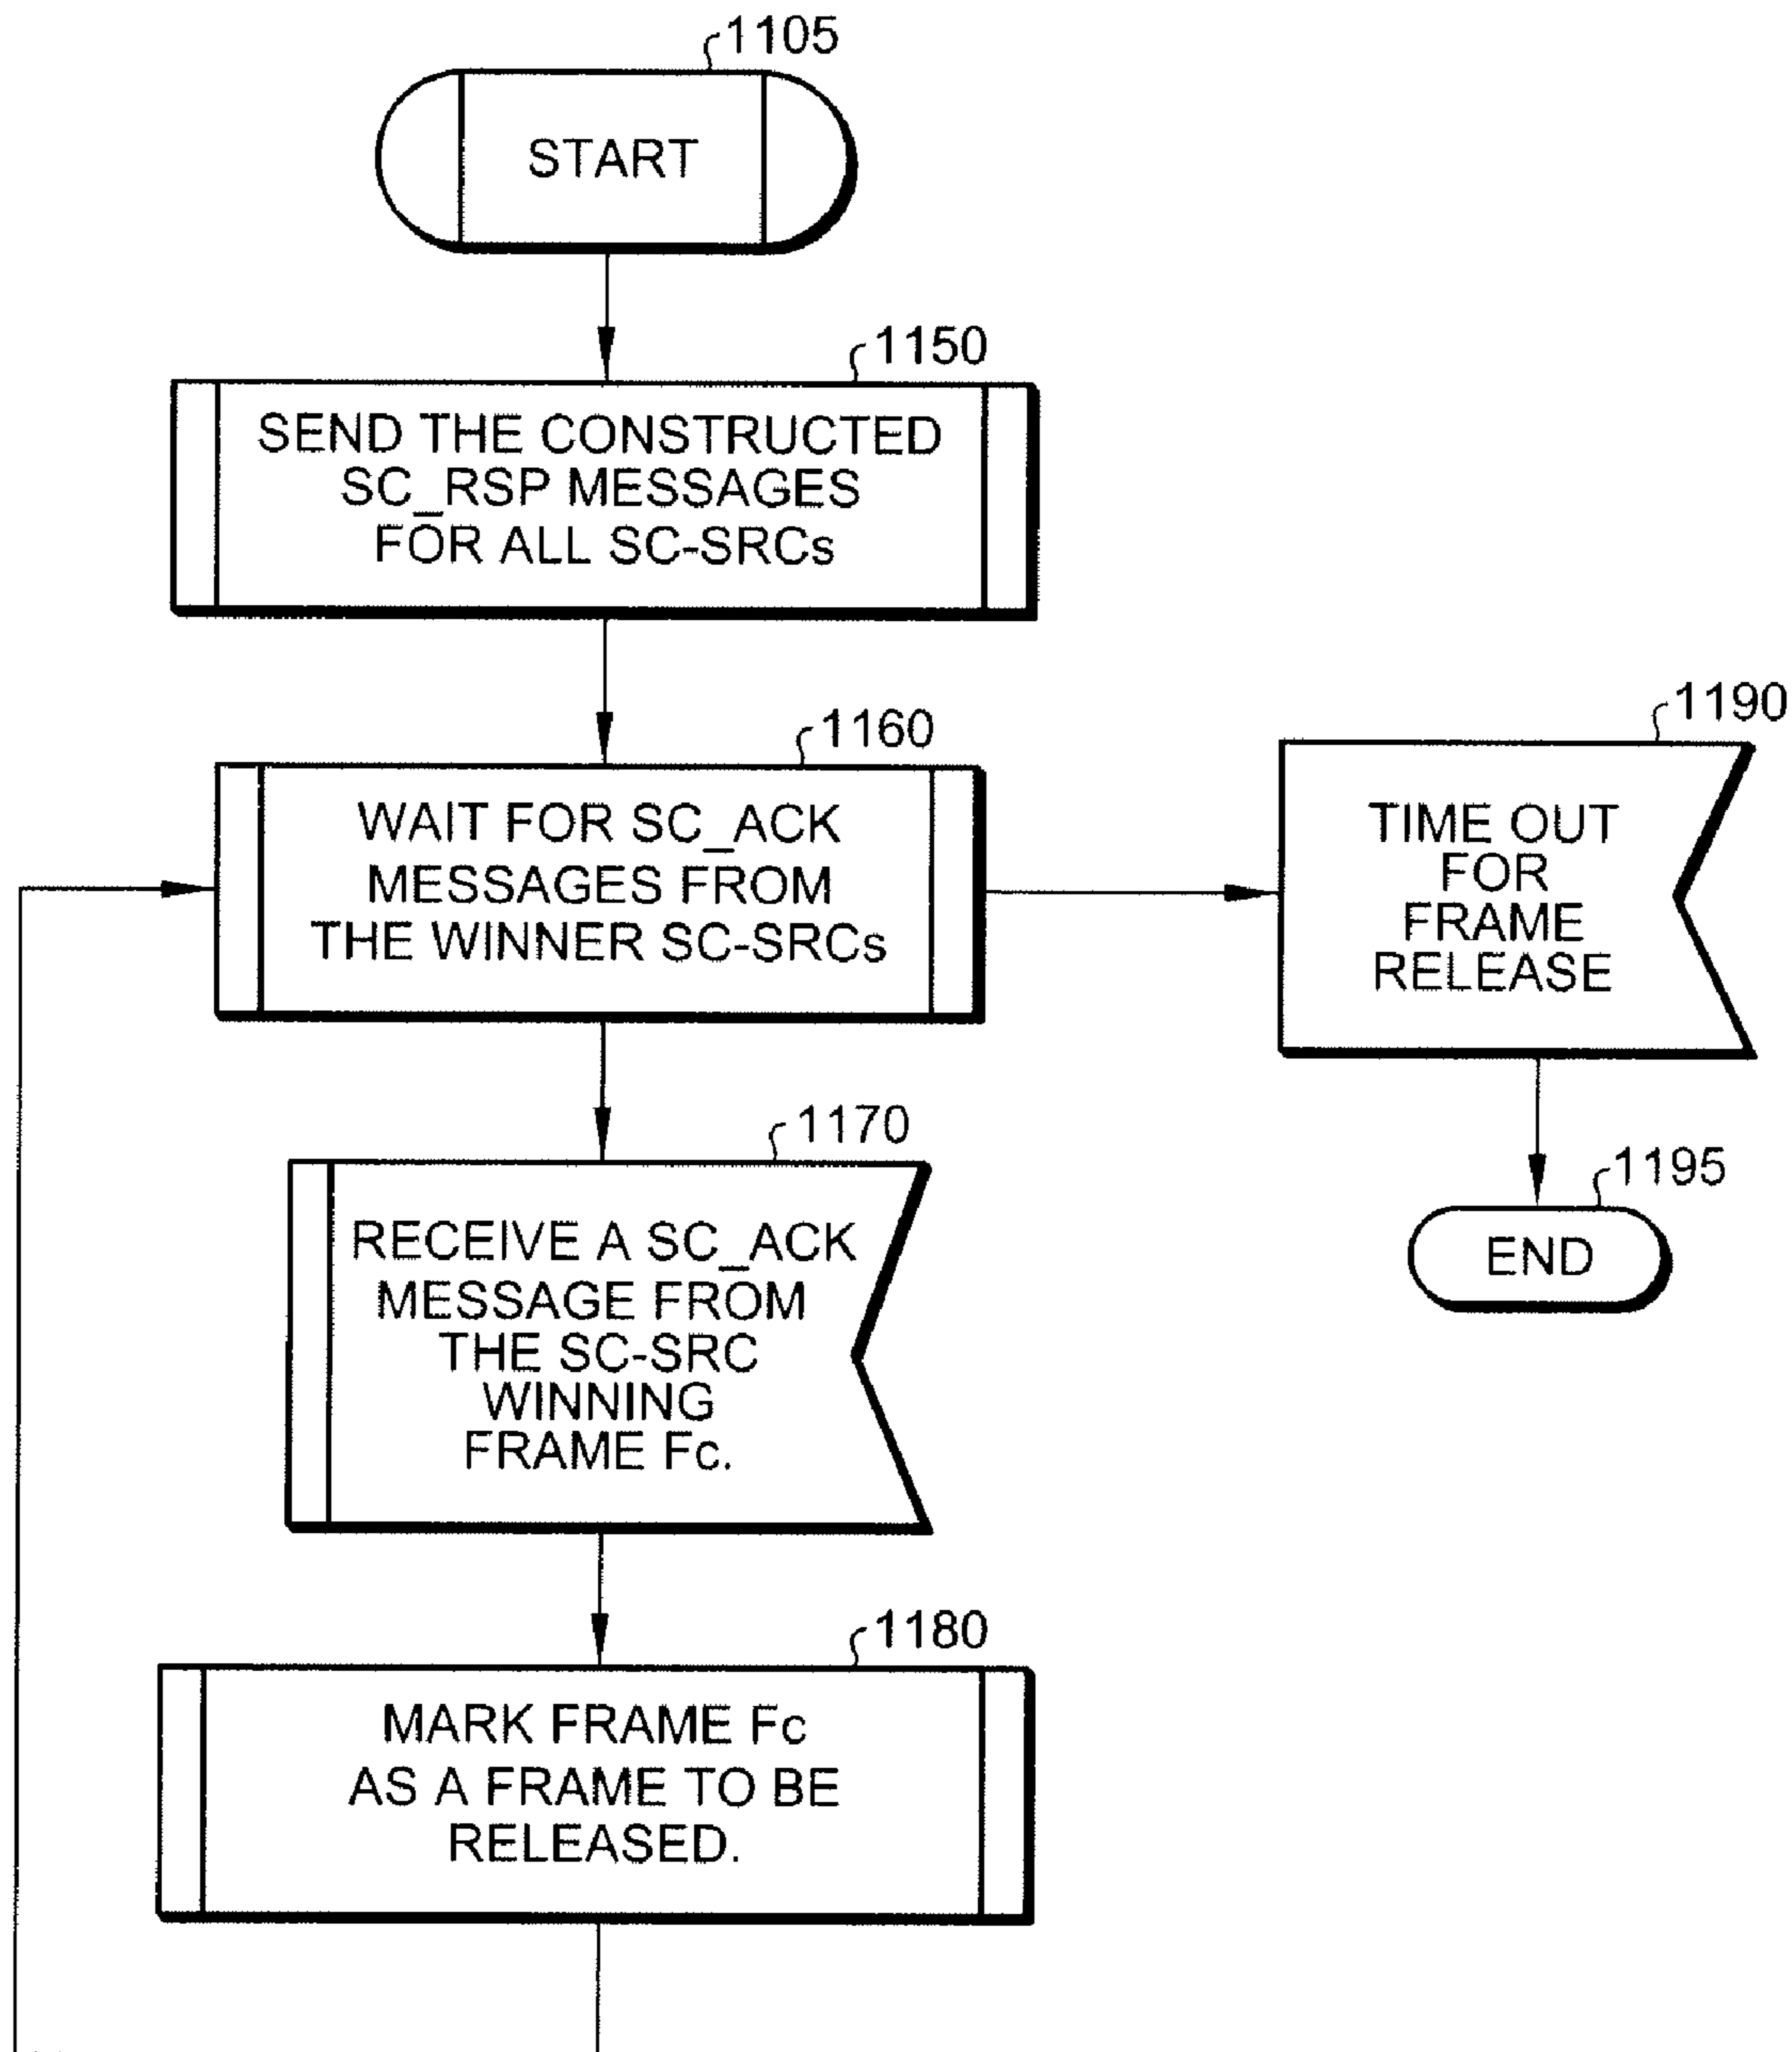 1105
START
1150
SEND THE CONSTRUCTED
SC_RSP MESSAGES
FOR ALL SC-SRCs
1160
WAIT FOR SC_ACK
MESSAGES FROM
THE WINNER SC-SRCs
1190
TIME OUT
FOR
FRAME
RELEASE
1170
RECEIVE A SC_ACK
MESSAGE FROM
THE SC-SRC
WINNING
FRAME Fc.
1195
END
1180
MARK FRAME Fc
AS A FRAME TO BE
RELEASED.